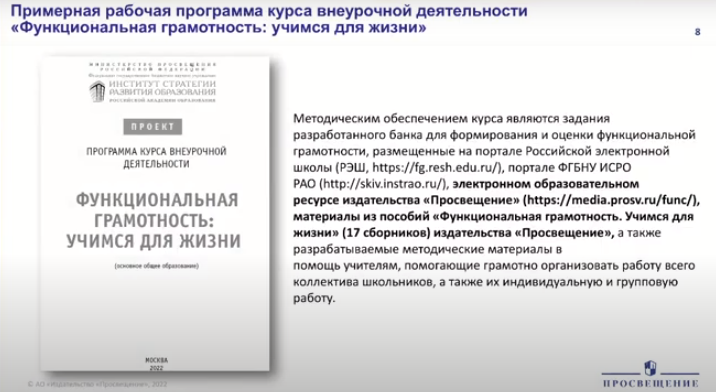 Примерная рабочая программа курса внеурочной деятельности
«Функциональная грамотность: учимся для жизни»
8
МИНИСТЕРСТВО ПРОСВЕЩЕНИЯ
РОССИЙСКОЙ ФЕДЕРАЦИИ
ИНСТИТУТ СТРАТЕГИИ
РАЗВИТИЯ ОБРАЗОВАНИЯ
РОССИЙСКОЙ АКАДЕМИИ ОБРАЗОВАНИЯ
ПРОЕКТ
ПРОГРАММА КУРСА ВНЕУРОЧНОЙ
ДЕЯТЕЛЬНОСТИ
ФУНКЦИОНАЛЬНАЯ
ГРАМОТНОСТЬ:
УЧИМСЯ ДЛЯ ЖИЗНИ
(основное общее образование)
МОСКВА
2022
Методическим обеспечением курса являются задания
разработанного банка для формирования и оценки функциональной
грамотности, размещенные на портале Российской электронной
школы (РЭШ, https://fg.resh.edu.ru/), портале ФГБНУ ИСРО
РАО (http://skiv.instrao.ru/), электронном образовательном
ресурсе издательства «Просвещение» (https://media.prosv.ru/func/),
материалы из пособий «Функциональная грамотность. Учимся для
жизни» (17 сборников) издательства «Просвещение», а также
разрабатываемые методические материалы в
помощь учителям, помогающие грамотно организовать работу всего
коллектива школьников, а также их индивидуальную и групповую
работу.
© АО «Издательство «Просвещение», 2022
ПРОСВЕЩЕНИЕ